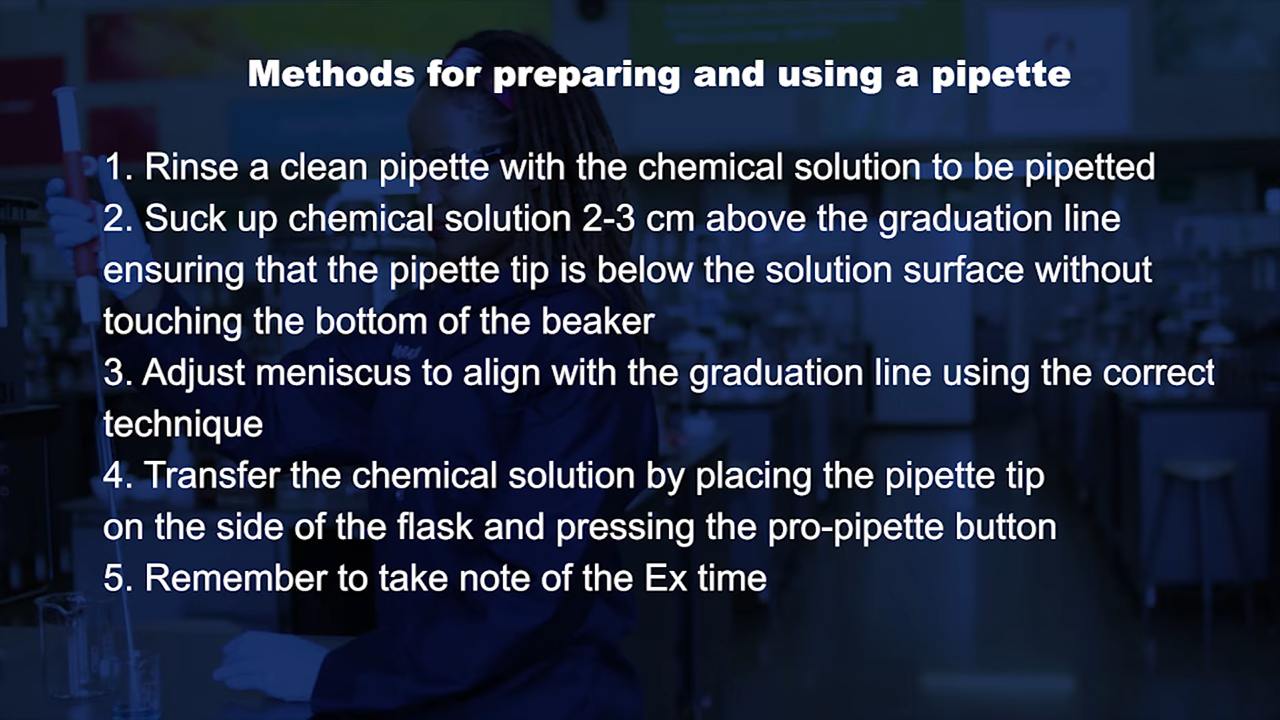 Methods for preparing and using a pipette
1. Rinse a clean pipette with the chemical solution to be pipetted
2. Suck up chemical solution 2-3 cm above the graduation line
ensuring that the pipette tip is below the solution surface without
touching the bottom of the beaker
3. Adjust meniscus to align with the graduation line using the correct
technique
4. Transfer the chemical solution by placing the pipette tip
on the side of the flask and pressing the pro-pipette button
5. Remember to take note of the Ex time